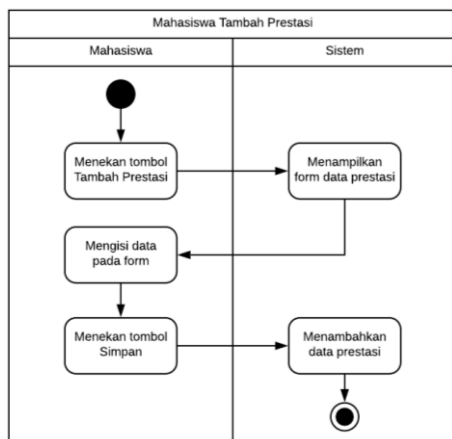 Mahasiswa Tambah Prestasi
Mahasiswa
Sistem
Menekan tombol
Tambah Prestasi
Menampilkan
form data prestasi
Mengisi data
pada form
Menekan tombol
Simpan
Menambahkan
data prestasi